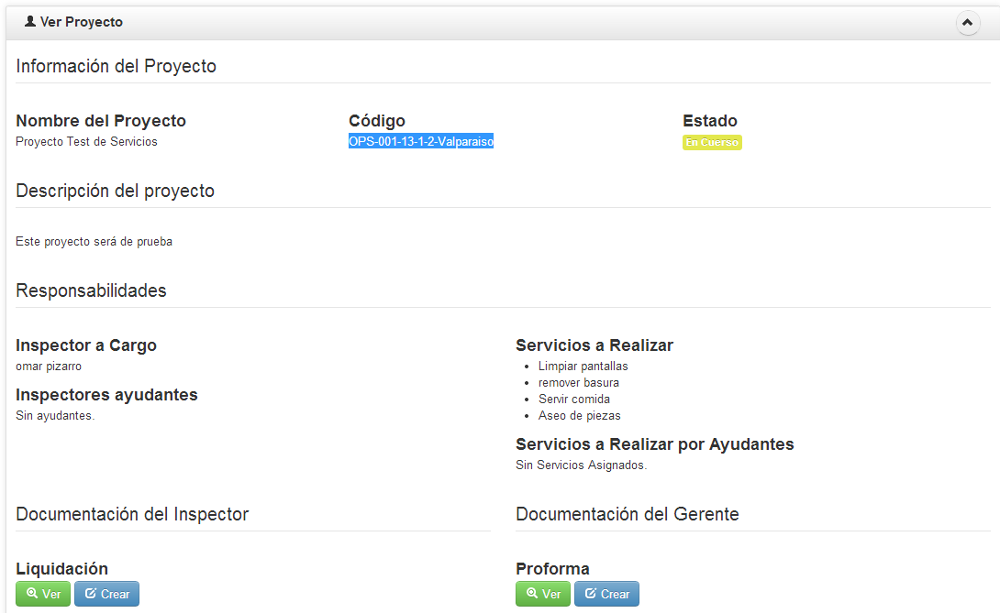 Ver Proyecto
Información del Proyecto
Nombre del Proyecto
Proyecto Test de Servicios
Código
OPS-001-13-1-2-Valparaiso
Estado
En Cuerso
Descripción del proyecto
Este proyecto será de prueba
Responsabilidades
Inspector a Cargo
omar pizarro
Inspectores ayudantes
Sin ayudantes.
Servicios a Realizar
Limpiar pantallas
remover basura
Servir comida
Aseo de piezas
Servicios a Realizar por Ayudantes
Sin Servicios Asignados.
Documentación del Inspector
Liquidación
Ver Crear
Documentación del Gerente
Proforma
Ver Crear